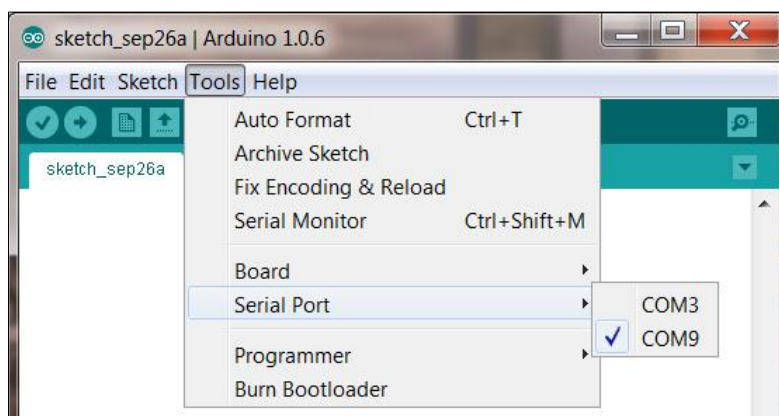 sketch_sep26a | Arduino 1.0.6
File Edit Sketch Tools Help
sketch_sep26a
Auto Format Ctrl+T
Archive Sketch
Fix Encoding & Reload
Serial Monitor Ctrl+Shift+M
Board
Serial Port
COM3
COM9
Programmer
Burn Bootloader